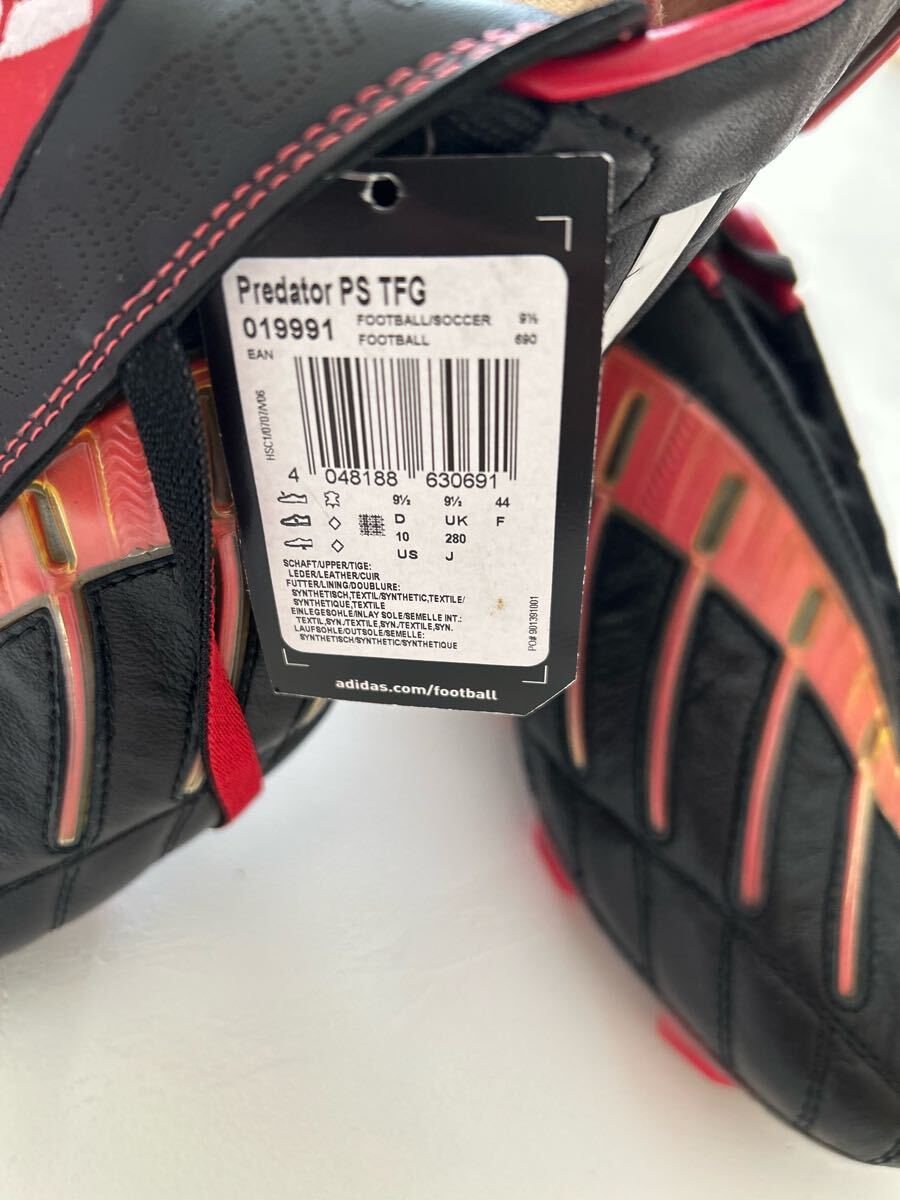 Predator PS TFG
019991 FOOTBALL/SOCCER 9½
FOOTBALL 690
EAN
HSC1/0707/V06
4 048188 630691
9½ 9½ 44
D UK F
10 280
US J
SCHAFT/UPPER/TIGE:
LEDER/LEATHER/CUIR
FUTTER/LINING/DOUBLURE:
SYNTHETISCH,TEXTIL/SYNTHETIC,TEXTILE/
SYNTHETIQUE,TEXTILE
EINLEGESOHLE/INLAY SOLE/SEMELLE INT.:
TEXTIL,SYN./TEXTILE,SYN./TEXTILE,SYN.
LAUFSOHLE/OUTSOLE/SEMELLE:
SYNTHETISCH/SYNTHETIC/SYNTHETIQUE
PO# 901391001
adidas.com/football